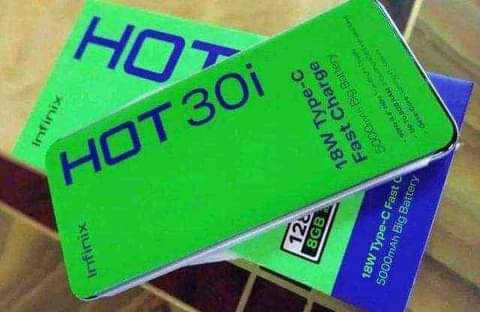 HOT
Infinix
HOT 30i
18W Type-C
Fast Charge
5000mAh Big Battery
Infinix
128
8GB
18W Type-C Fast C
5000mAh Big Battery